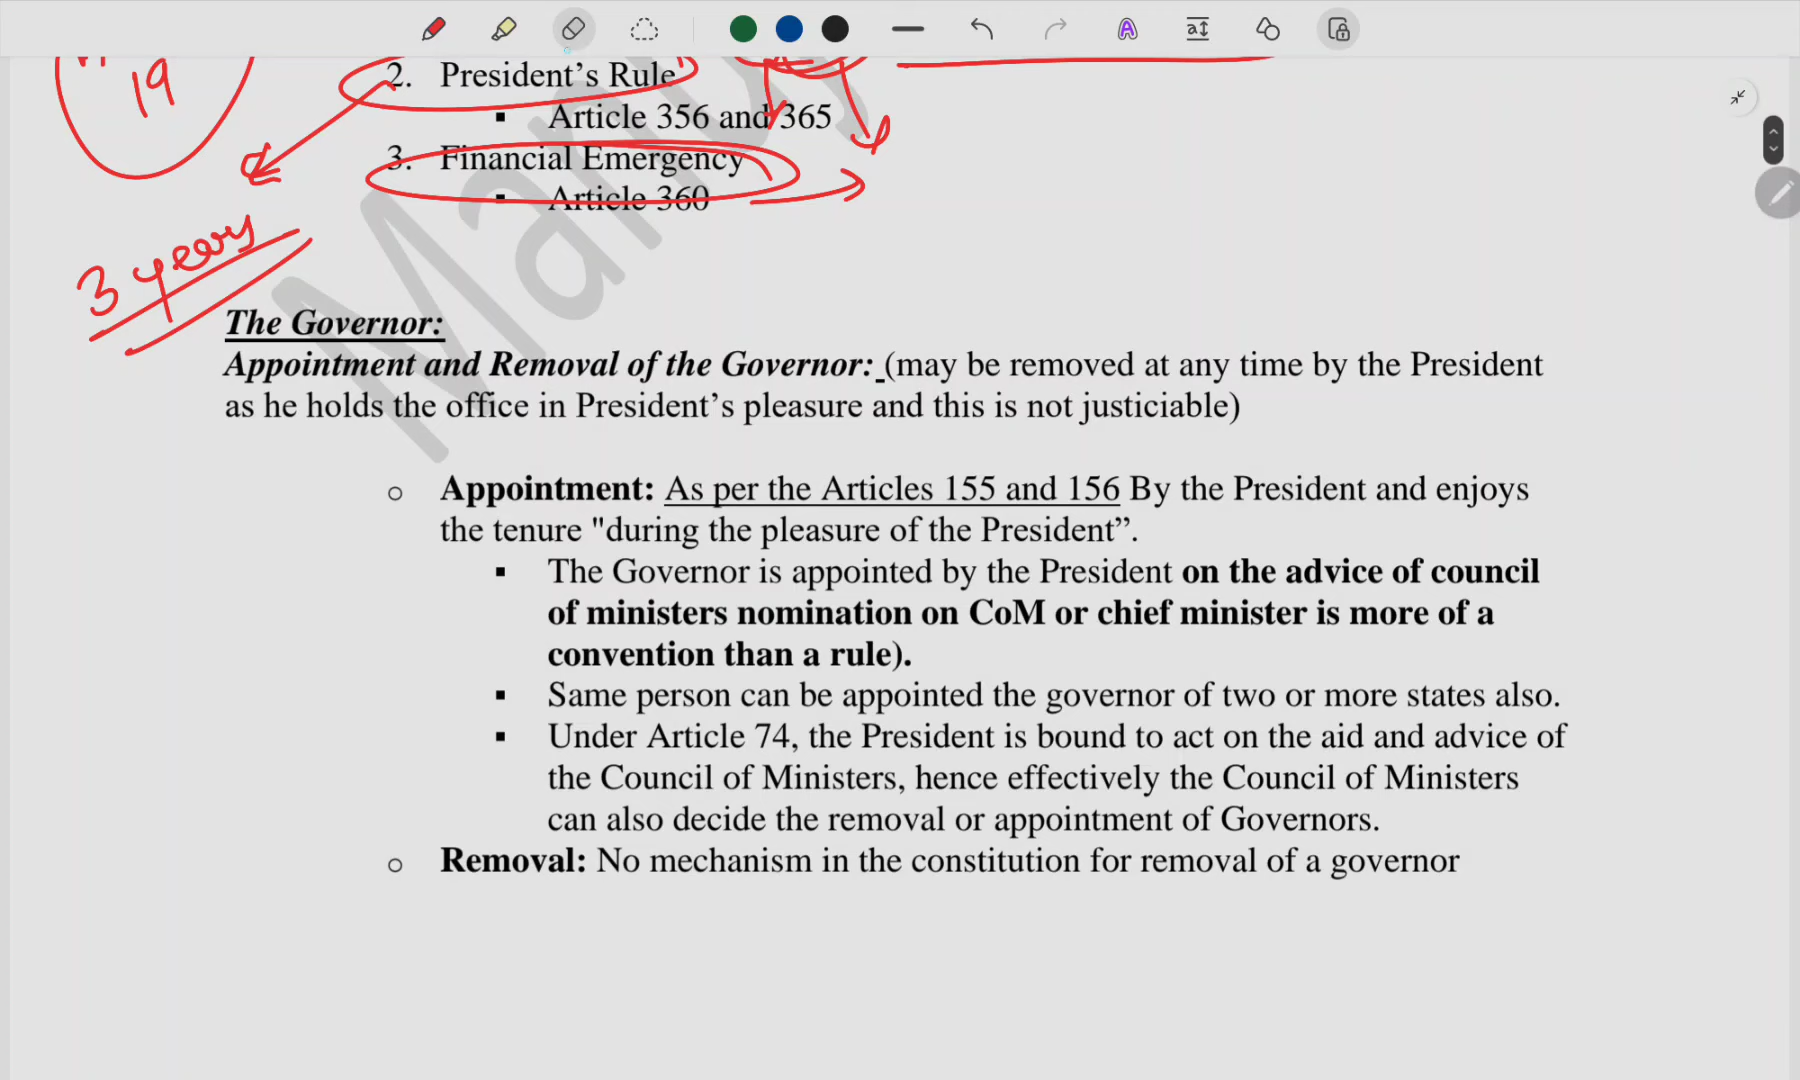 19
2. President's Rule
▪ Article 356 and 365
3. Financial Emergency
▪ Article 360
3 years
The Governor:
Appointment and Removal of the Governor: (may be removed at any time by the President
as he holds the office in President's pleasure and this is not justiciable)
o Appointment: As per the Articles 155 and 156 By the President and enjoys
the tenure "during the pleasure of the President”.
▪ The Governor is appointed by the President on the advice of council
of ministers nomination on CoM or chief minister is more of a
convention than a rule).
▪ Same person can be appointed the governor of two or more states also.
▪ Under Article 74, the President is bound to act on the aid and advice of
the Council of Ministers, hence effectively the Council of Ministers
can also decide the removal or appointment of Governors.
o Removal: No mechanism in the constitution for removal of a governor